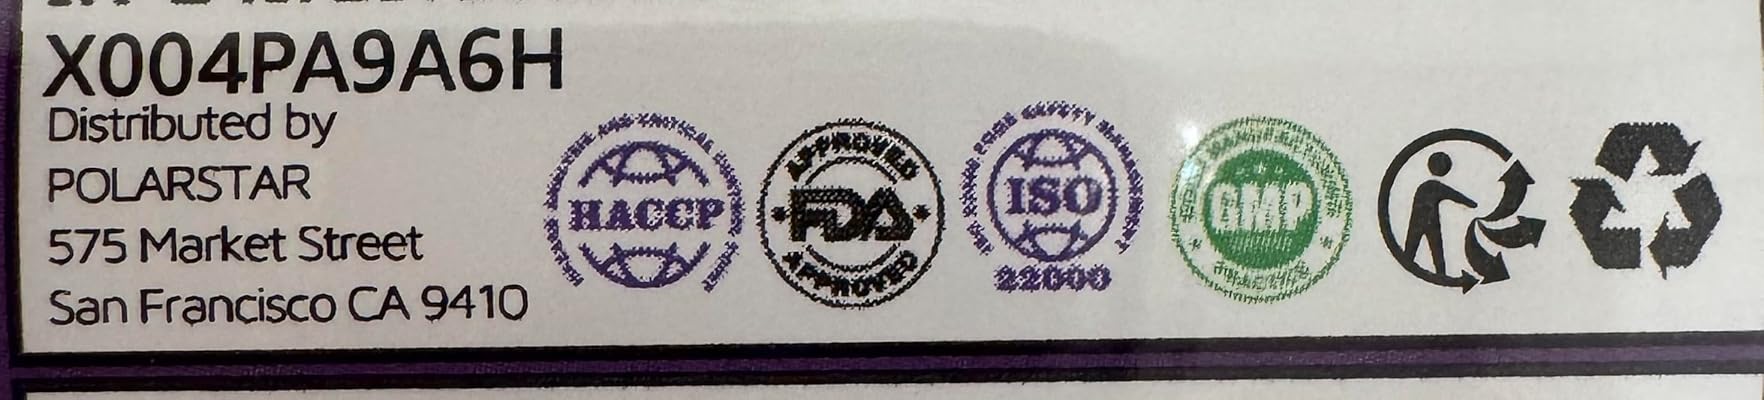 X004PA9A6H
Distributed by
POLARSTAR
575 Market Street
San Francisco CA 9410
HACCP
APPROVED
FDA
APPROVED
ISO
22000
GMP